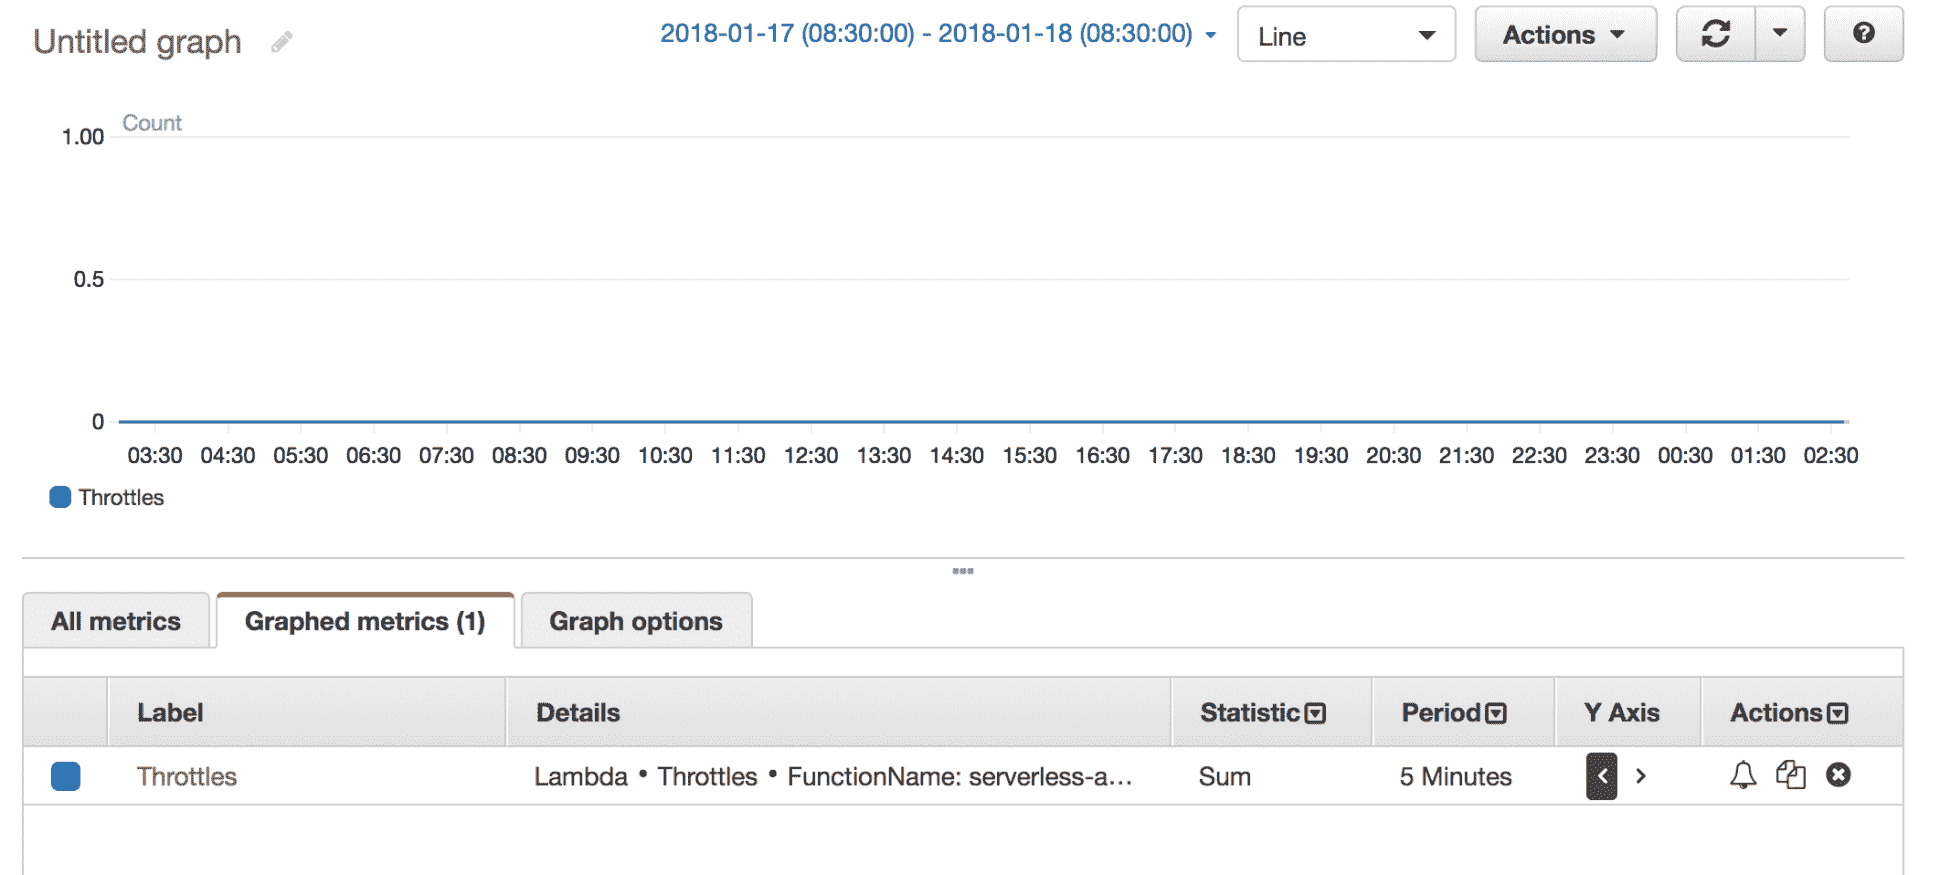 Untitled graph
2018-01-17 (08:30:00) - 2018-01-18 (08:30:00)
Line
Actions
Count
1.00
0.5
0
03:30 04:30 05:30 06:30 07:30 08:30 09:30 10:30 11:30 12:30 13:30 14:30 15:30 16:30 17:30 18:30 19:30 20:30 21:30 22:30 23:30 00:30 01:30 02:30
Throttles
All metrics Graphed metrics (1) Graph options
Label Details Statistic Period Y Axis Actions
Throttles Lambda • Throttles • FunctionName: serverless-a... Sum 5 Minutes